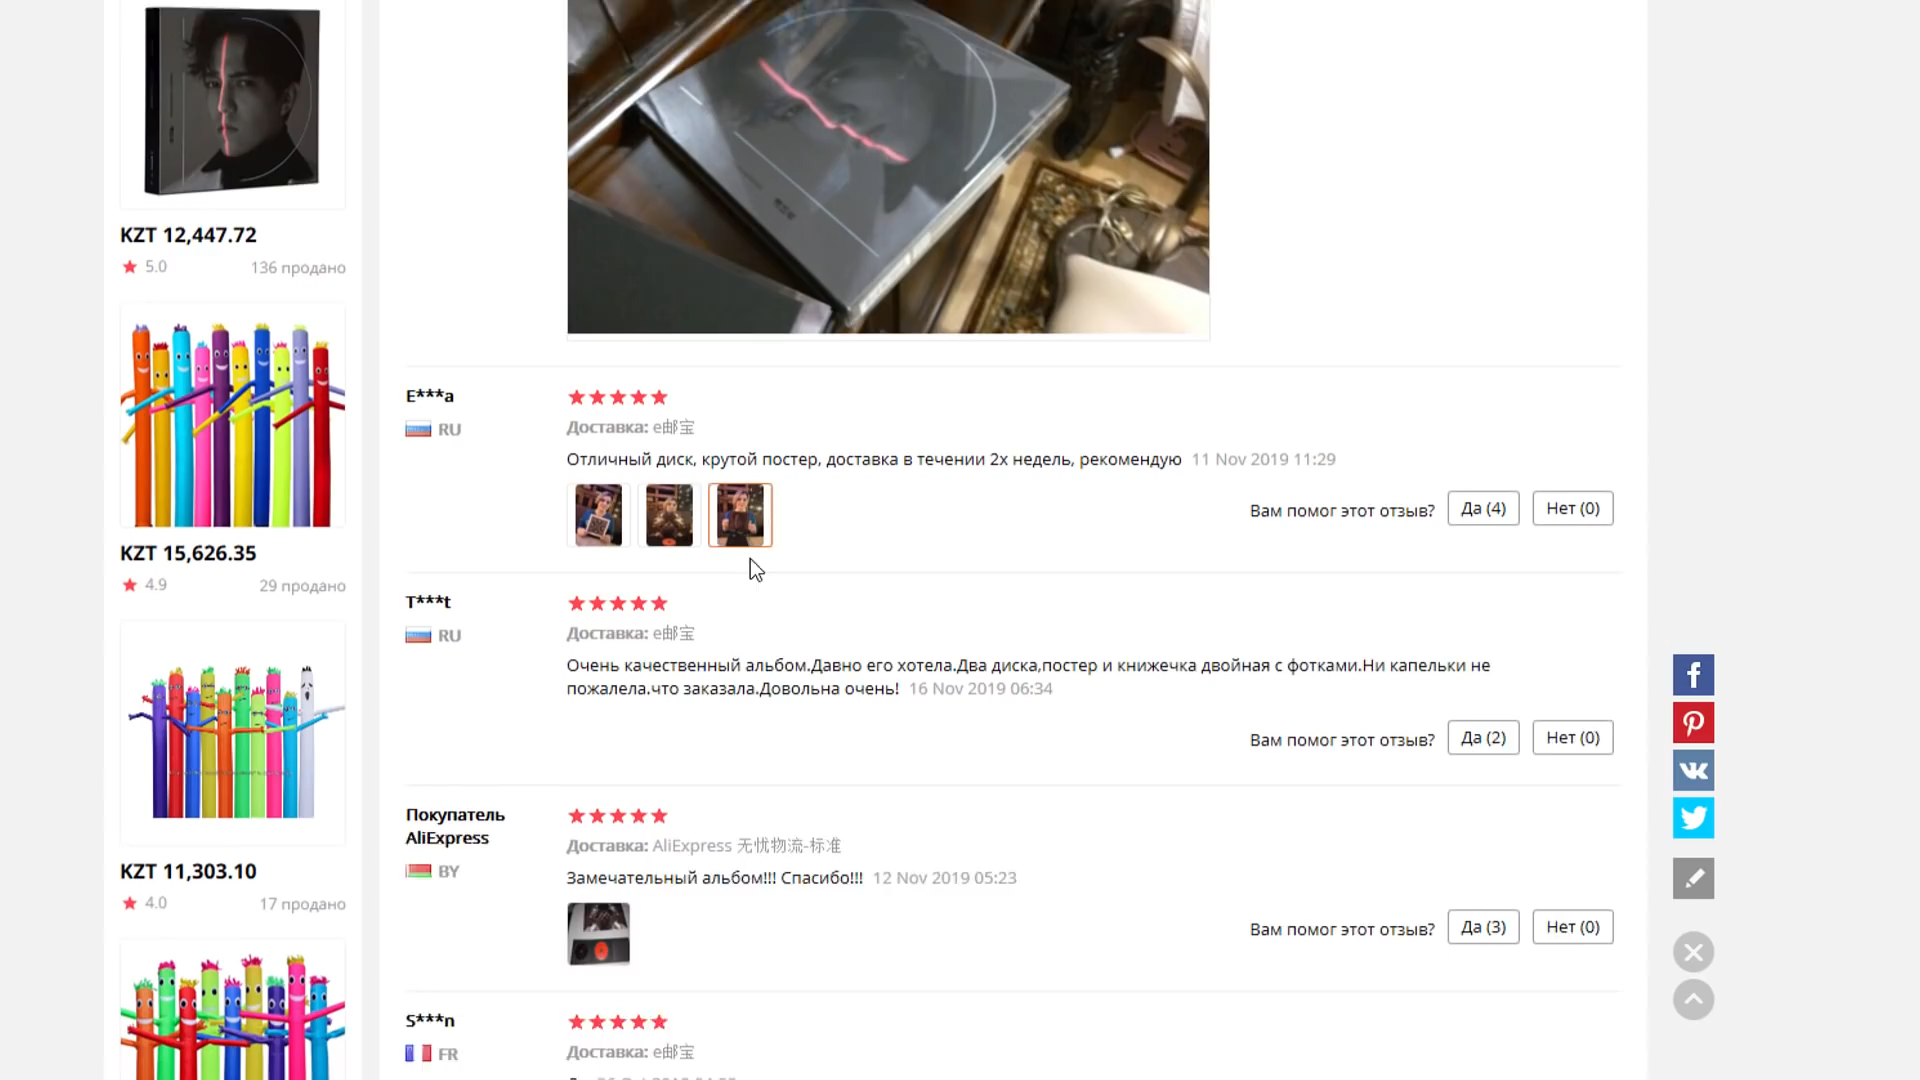 KZT 12,447.72
5.0 136 продано
KZT 15,626.35
4.9 29 продано
KZT 11,303.10
4.0 17 продано
E***a
RU
Доставка: e邮宝
Отличный диск, крутой постер, доставка в течении 2х недель, рекомендую 11 Nov 2019 11:29
Вам помог этот отзыв? Да (4) Нет (0)
T***t
RU
Доставка: e邮宝
Очень качественный альбом.Давно его хотела.Два диска,постер и книжечка двойная с фотками.Ни капельки не
пожалела.что заказала.Довольна очень! 16 Nov 2019 06:34
Вам помог этот отзыв? Да (2) Нет (0)
Покупатель
AliExpress
BY
Доставка: AliExpress 无忧物流-标准
Замечательный альбом!!! Спасибо!!! 12 Nov 2019 05:23
Вам помог этот отзыв? Да (3) Нет (0)
S***n
FR
Доставка: e邮宝